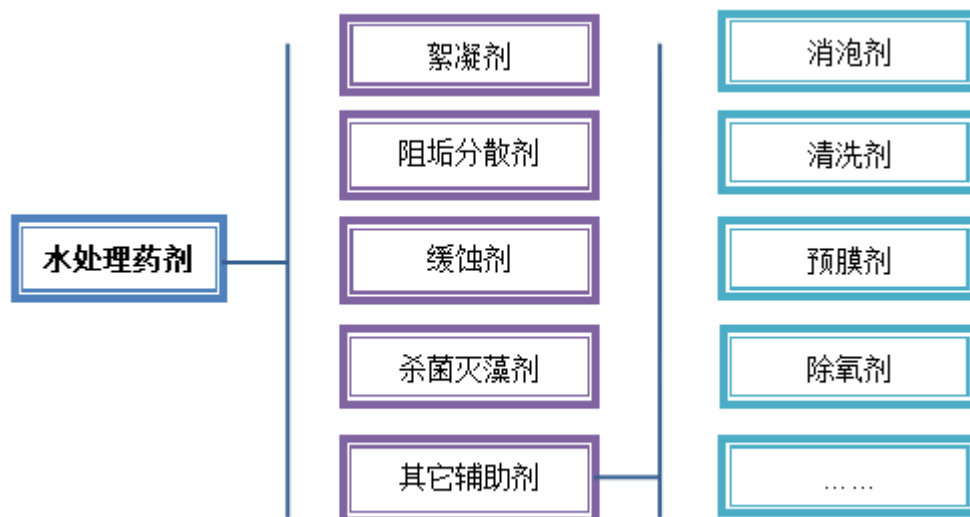 水处理药剂
絮凝剂
阻垢分散剂
缓蚀剂
杀菌灭藻剂
其它辅助剂
消泡剂
清洗剂
预膜剂
除氧剂
……